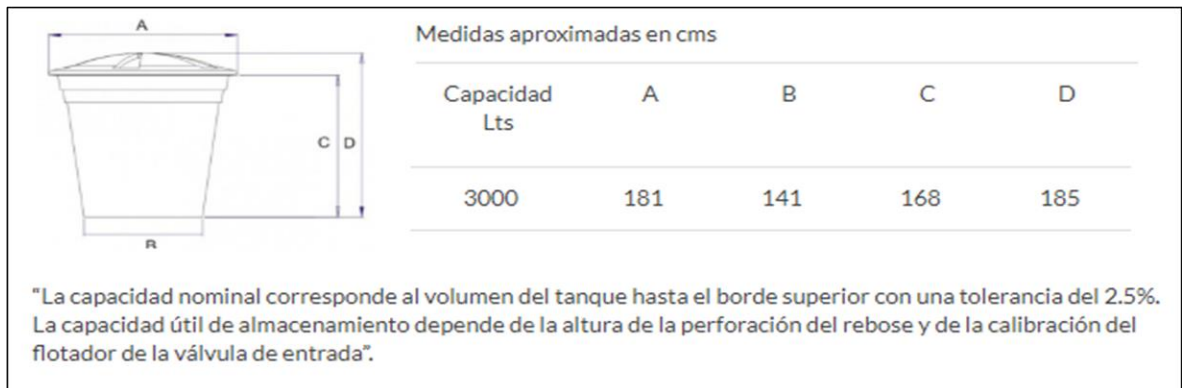 A
Medidas aproximadas en cms
Capacidad Lts A B C D
C D
3000 181 141 168 185
B
“La capacidad nominal corresponde al volumen del tanque hasta el borde superior con una tolerancia del 2.5%.
La capacidad útil de almacenamiento depende de la altura de la perforación del rebose y de la calibración del
flotador de la válvula de entrada”.